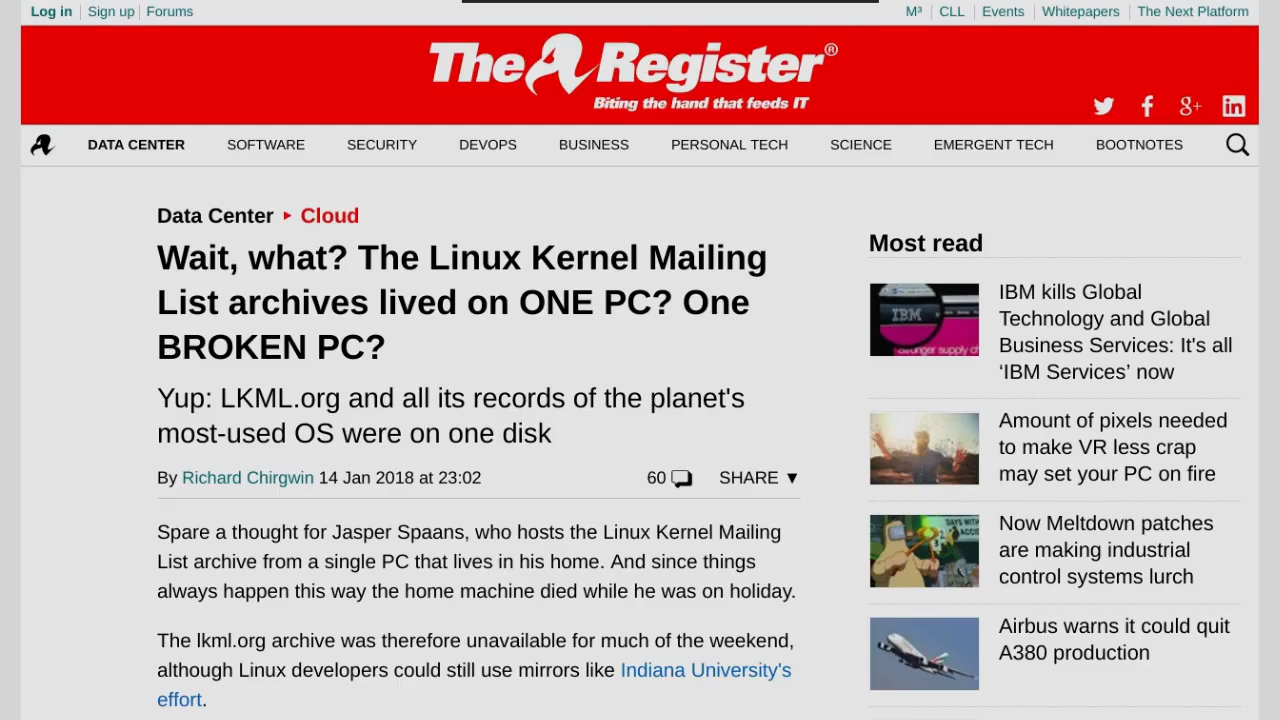 Log in Sign up Forums
M³ CLL Events Whitepapers The Next Platform
The Register®
Biting the hand that feeds IT
8+ in
DATA CENTER SOFTWARE SECURITY DEVOPS BUSINESS PERSONAL TECH SCIENCE EMERGENT TECH BOOTNOTES
Data Center ▸ Cloud
Wait, what? The Linux Kernel Mailing
List archives lived on ONE PC? One
BROKEN PC?
Yup: LKML.org and all its records of the planet's
most-used OS were on one disk
By Richard Chirgwin 14 Jan 2018 at 23:02
60 SHARE ▼
Spare a thought for Jasper Spaans, who hosts the Linux Kernel Mailing
List archive from a single PC that lives in his home. And since things
always happen this way the home machine died while he was on holiday.
The lkml.org archive was therefore unavailable for much of the weekend,
although Linux developers could still use mirrors like Indiana University's
effort.
Most read
IBM
IBM kills Global
Technology and Global
Business Services: It's all
‘IBM Services’ now
Amount of pixels needed
to make VR less crap
may set your PC on fire
Now Meltdown patches
are making industrial
control systems lurch
Airbus warns it could quit
A380 production